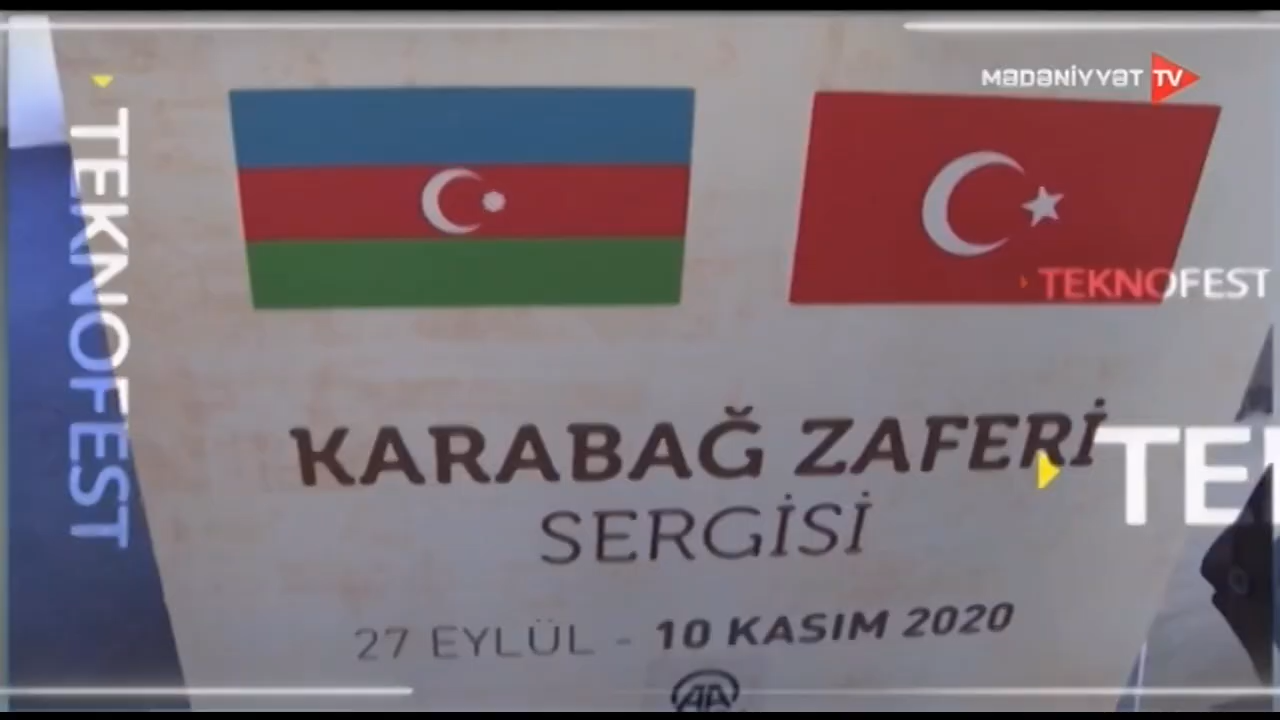 MƏDƏNİYYƏT TV
TEKNOFEST
TEKNOFEST
KARABAĞ ZAFERİ
TE
SERGİSİ
27 EYLÜL - 10 KASIM 2020
AA